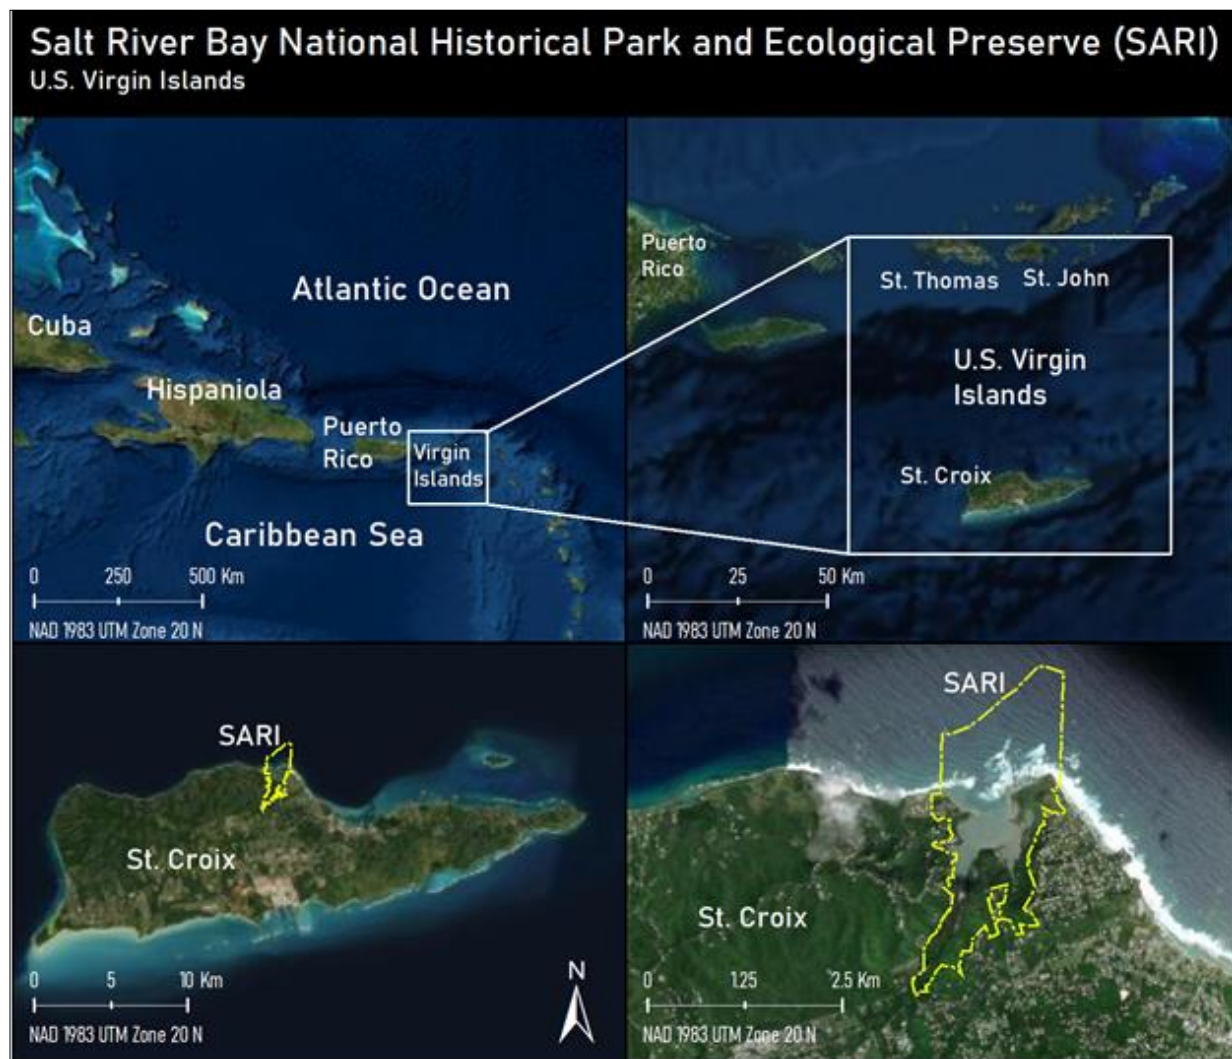 Salt River Bay National Historical Park and Ecological Preserve (SARI)
U.S. Virgin Islands
Atlantic Ocean
Cuba
Hispaniola
Puerto
Rico
Virgin
Islands
Caribbean Sea
0 250 500 Km
NAD 1983 UTM Zone 20 N
Puerto
Rico
St. Thomas
St. John
U.S. Virgin
Islands
St. Croix
0 25 50 Km
NAD 1983 UTM Zone 20 N
SARI
St. Croix
0 5 10 Km
NAD 1983 UTM Zone 20 N
N
SARI
St. Croix
0 1.25 2.5 Km
NAD 1983 UTM Zone 20 N